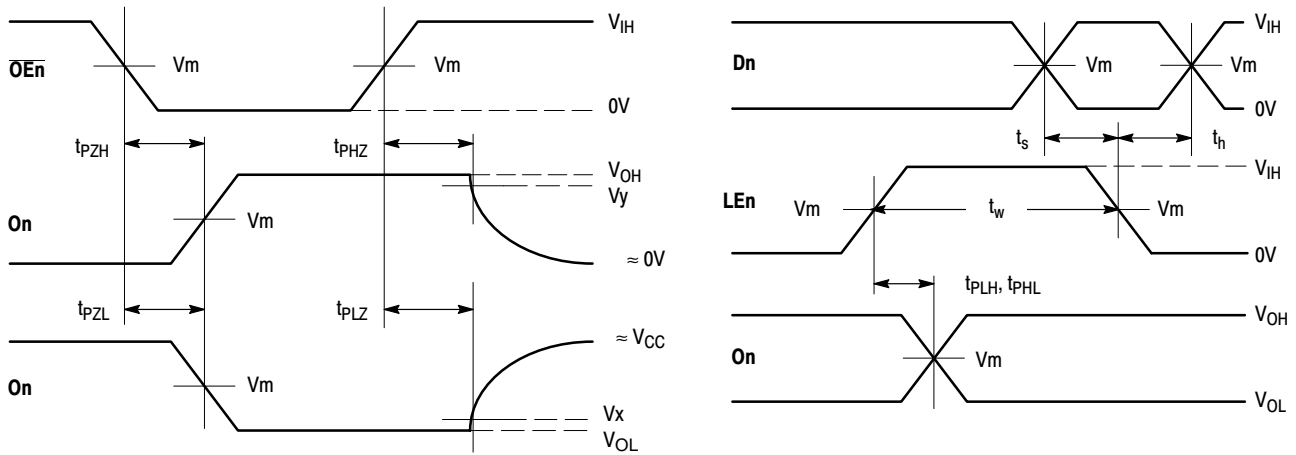 OEn
Vm
Vm
VIH
0V
tPZH
tPHZ
On
Vm
VOH
Vy
≈ 0V
tPZL
tPLZ
On
Vm
≈ VCC
Vx
VOL
Dn
Vm
Vm
VIH
0V
ts
th
LEn
Vm
tw
Vm
VIH
0V
tPLH, tPHL
On
Vm
VOH
VOL